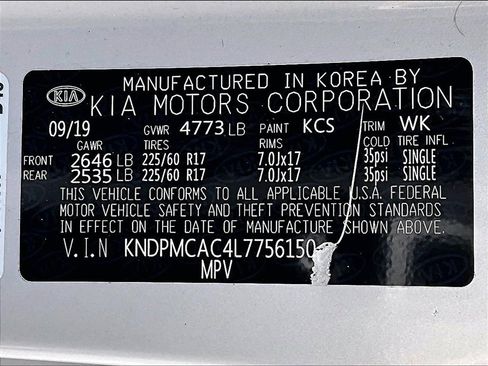 MANUFACTURED IN KOREA BY
KIA KIA MOTORS CORPORATION
09/19 GVWR 4773 LB PAINT KCS TRIM WK
GAWR TIRES RIMS COLD TIRE INFL
FRONT 2646 LB 225/60 R17 7.0Jx17 35psi SINGLE
REAR 2535 LB 225/60 R17 7.0Jx17 35psi SINGLE
THIS VEHICLE CONFORMS TO ALL APPLICABLE U.S.A. FEDERAL
MOTOR VEHICLE SAFETY AND THEFT PREVENTION STANDARDS
IN EFFECT ON THE DATE OF MANUFACTURE SHOWN ABOVE.
V.I.N KNDPMCAC4L7756150
MPV